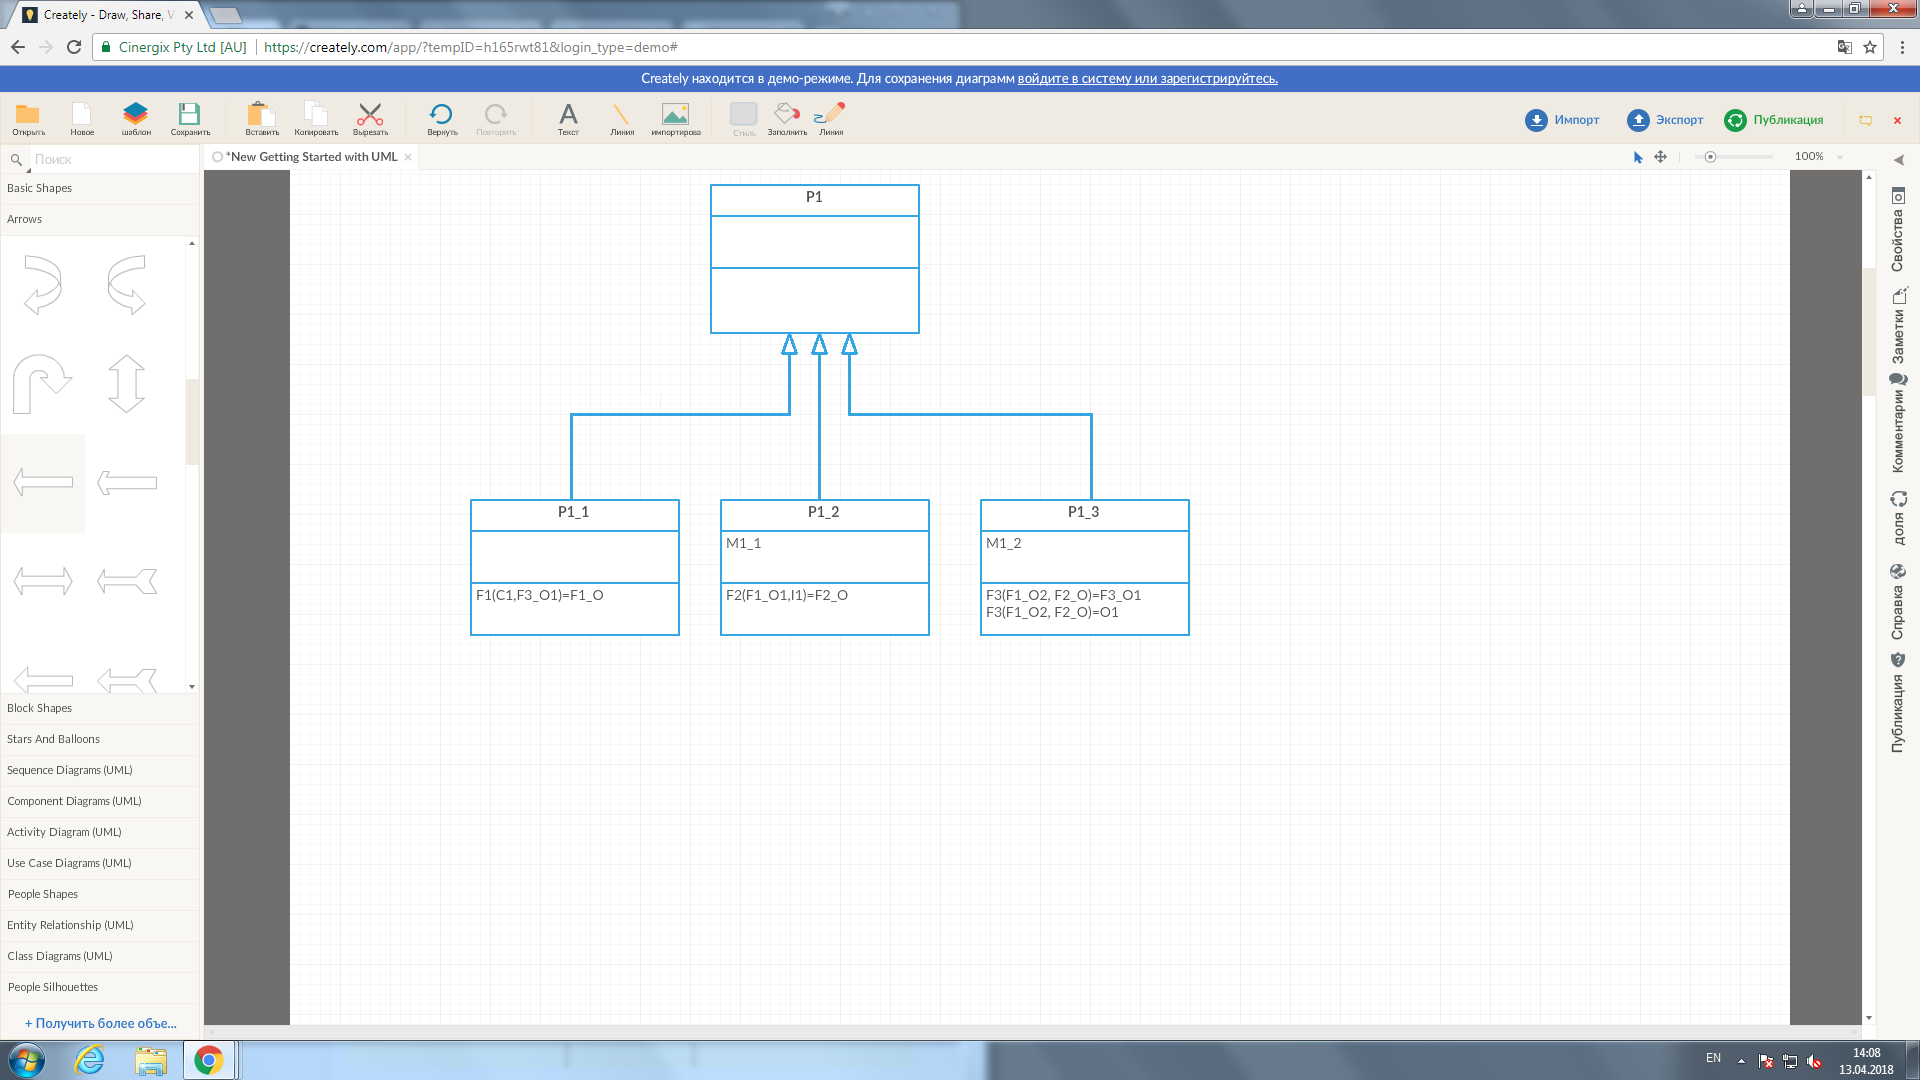 Creately - Draw, Share, V
Cinergix Pty Ltd [AU]
https://creately.com/app/?tempID=h165rwt81&login_type=demo#
Creately находится в демо-режиме. Для сохранения диаграмм войдите в систему или зарегистрируйтесь.
Открыть
Новое
шаблон
Сохранить
Вставить
Копировать
Вырезать
Вернуть
Повторить
Текст
Линия
импортирова
Стиль
Заполнить
Линия
Импорт
Экспорт
Публикация
Поиск
*New Getting Started with UML
100%
Basic Shapes
Arrows
Block Shapes
Stars And Balloons
Sequence Diagrams (UML)
Component Diagrams (UML)
Activity Diagram (UML)
Use Case Diagrams (UML)
People Shapes
Entity Relationship (UML)
Class Diagrams (UML)
People Silhouettes
+ Получить более объе...
P1
P1_1
F1(C1,F3_O1)=F1_O
P1_2
M1_1
F2(F1_O1,I1)=F2_O
P1_3
M1_2
F3(F1_O2, F2_O)=F3_O1
F3(F1_O2, F2_O)=O1
Свойства
Заметки
Комментарии
доля
Справка
Публикация
EN
14:08
13.04.2018